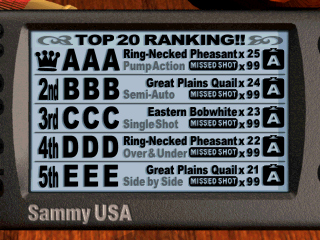 TOP 20 RANKING!!
AAA Ring-Necked Pheasant x 25 A
Pump Action MISSED SHOT x 99
2nd BBB Great Plains Quail x 24 A
Semi-Auto MISSED SHOT x 99
3rd CCC Eastern Bobwhite x 23 A
Single Shot MISSED SHOT x 99
4th DDD Ring-Necked Pheasant x 22 A
Over & Under MISSED SHOT x 99
5th EEE Great Plains Quail x 21 A
Side by Side MISSED SHOT x 99
Sammy USA